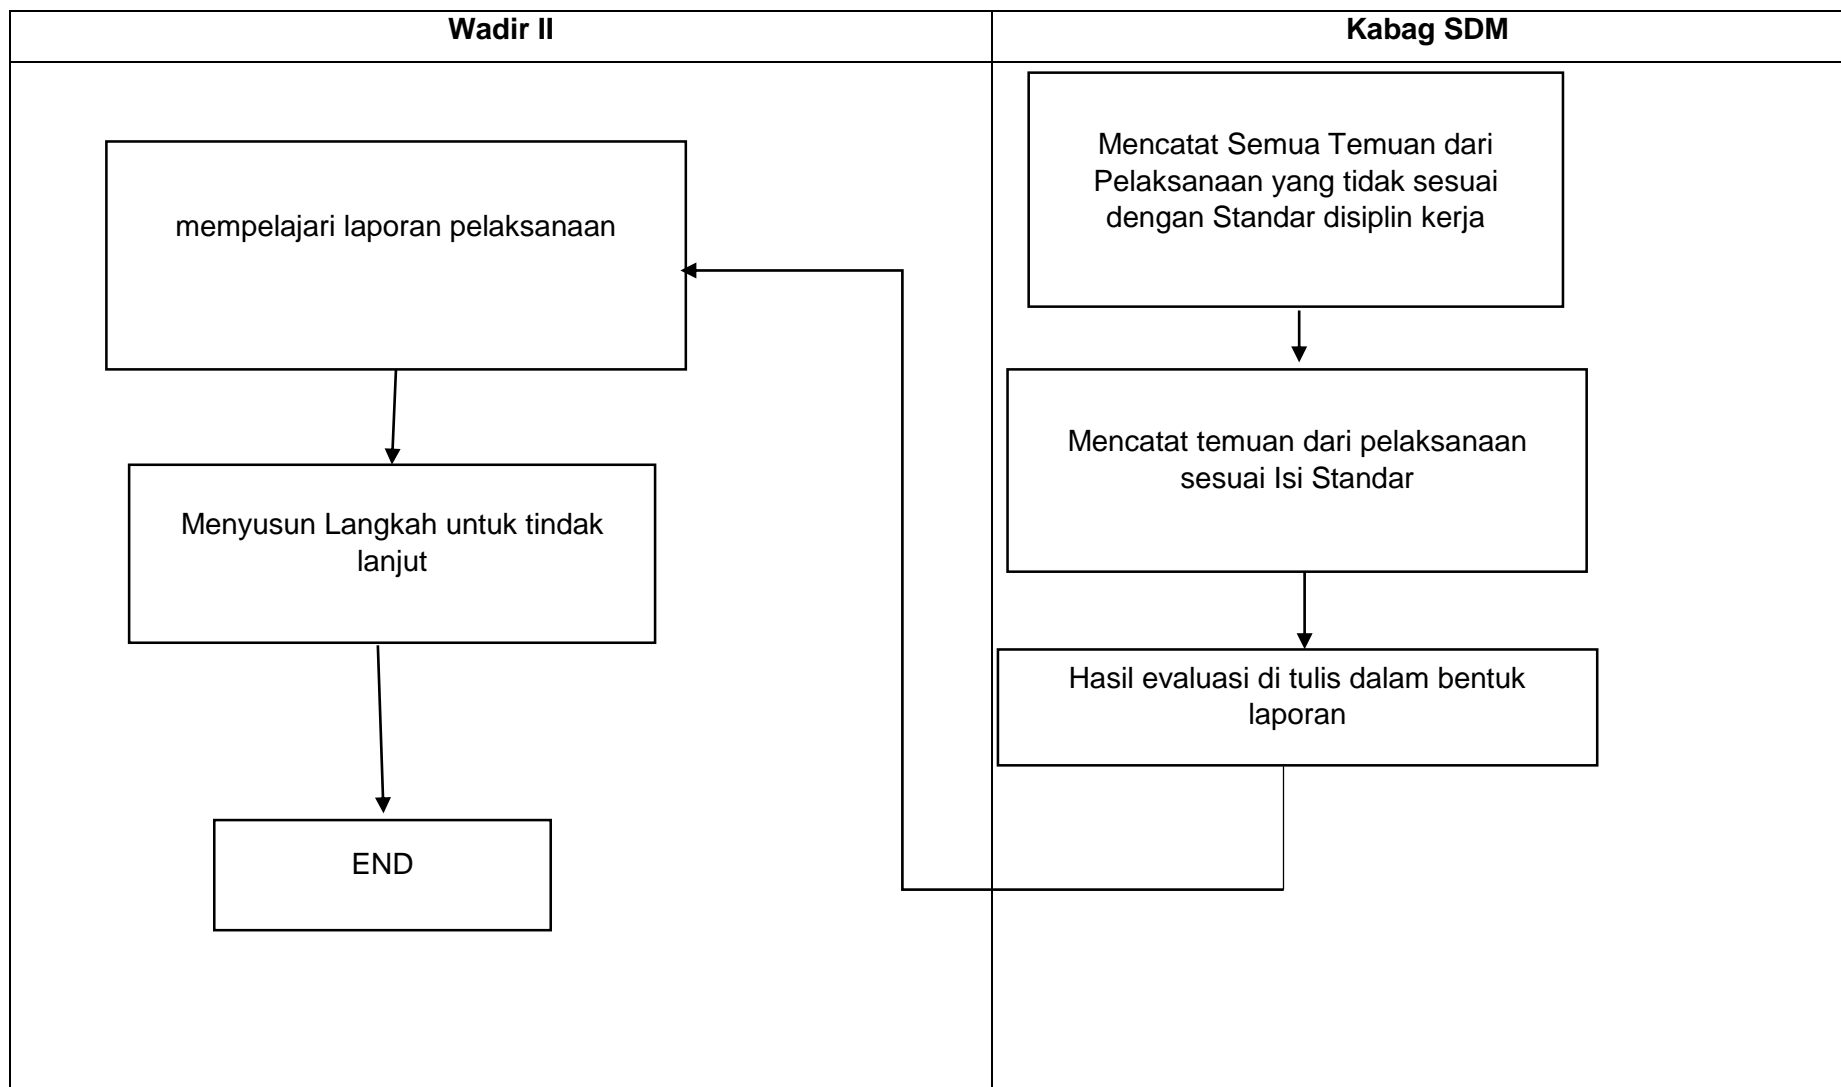 Wadir II
Kabag SDM
mempelajari laporan pelaksanaan
Menyusun Langkah untuk tindak
lanjut
END
Mencatat Semua Temuan dari
Pelaksanaan yang tidak sesuai
dengan Standar disiplin kerja
Mencatat temuan dari pelaksanaan
sesuai Isi Standar
Hasil evaluasi di tulis dalam bentuk
laporan